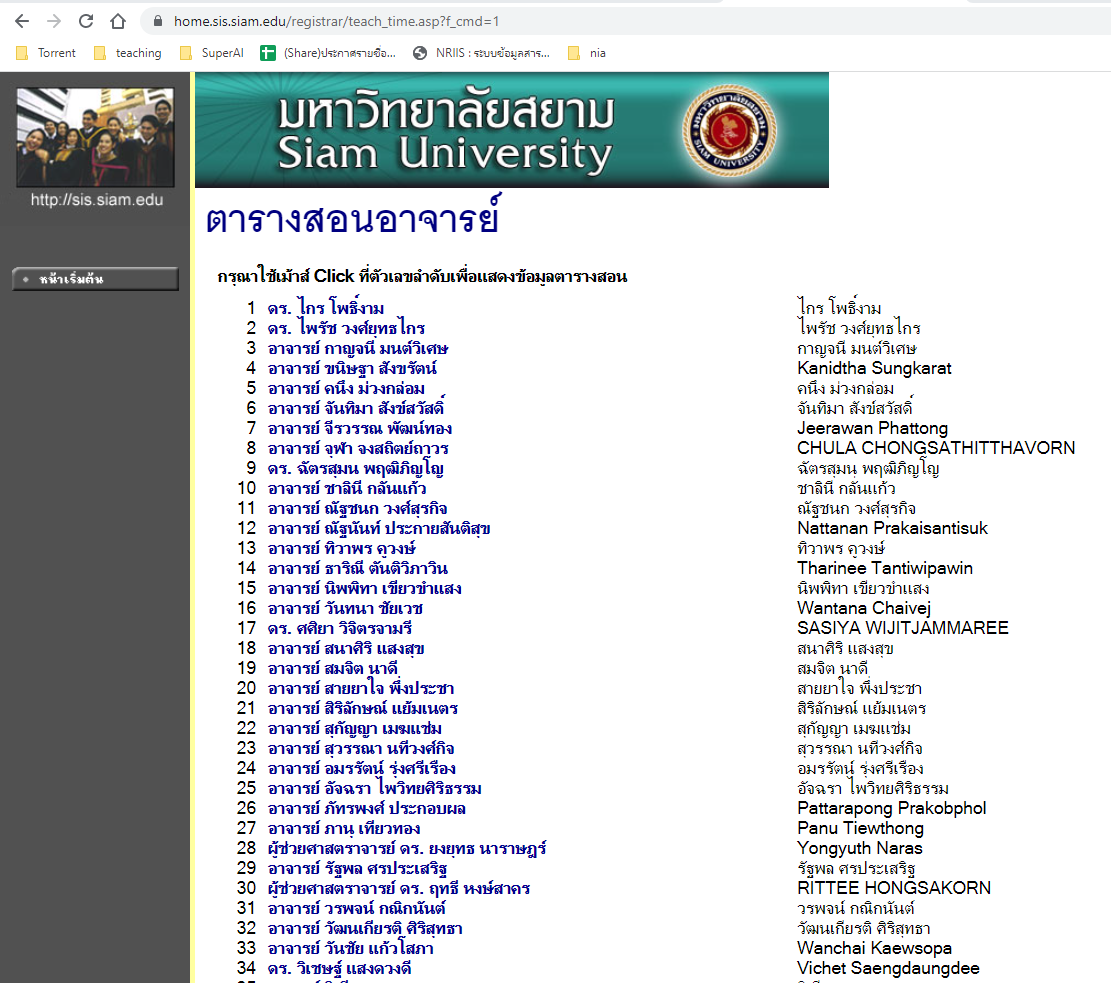 home.sis.siam.edu/registrar/teach_time.asp?f_cmd=1
Torrent teaching SuperAI (Share)ประกาศรายชื่อ... NRIIS : ระบบข้อมูลสาร... nia
มหาวิทยาลัยสยาม
Siam University
SIAM UNIVERSITY
http://sis.siam.edu
ตารางสอนอาจารย์
หน้าเริ่มต้น
กรุณาใช้เม้าส์ Click ที่ตัวเลขลำดับเพื่อแสดงข้อมูลตารางสอน
1 ดร. ไกร โพธิ์งาม ไกร โพธิ์งาม
2 ดร. ไพรัช วงศ์ยุทธไกร ไพรัช วงศ์ยุทธไกร
3 อาจารย์ กาญจนี มนต์วิเศษ กาญจนี มนต์วิเศษ
4 อาจารย์ ขนิษฐา สังขรัตน์ Kanidtha Sungkarat
5 อาจารย์ คนึง ม่วงกล่อม คนึง ม่วงกล่อม
6 อาจารย์ จันทิมา สังข์สวัสดิ์ จันทิมา สังข์สวัสดิ์
7 อาจารย์ จีรวรรณ พัฒน์ทอง Jeerawan Phattong
8 อาจารย์ จุฬา จงสถิตย์ถาวร CHULA CHONGSATHITTHAVORN
9 ดร. ฉัตรสุมน พฤฒิภิญโญ ฉัตรสุมน พฤฒิภิญโญ
10 อาจารย์ ชาลินี กลันแก้ว ชาลินี กลันแก้ว
11 อาจารย์ ณัฐชนก วงศ์สุรกิจ ณัฐชนก วงศ์สุรกิจ
12 อาจารย์ ณัฐนันท์ ประกายสันติสุข Nattanan Prakaisantisuk
13 อาจารย์ ทิวาพร คูวงษ์ ทิวาพร คูวงษ์
14 อาจารย์ ธาริณี ตันติวิภาวิน Tharinee Tantiwipawin
15 อาจารย์ นิพพิทา เขียวขำแสง นิพพิทา เขียวขำแสง
16 อาจารย์ วันทนา ชัยเวช Wantana Chaivej
17 ดร. ศศิยา วิจิตรจามรี SASIYA WIJITJAMMAREE
18 อาจารย์ สนาศิริ แสงสุข สนาศิริ แสงสุข
19 อาจารย์ สมจิต นาดี สมจิต นาดี
20 อาจารย์ สายยาใจ พึ่งประชา สายยาใจ พึ่งประชา
21 อาจารย์ สิริลักษณ์ แย้มเนตร สิริลักษณ์ แย้มเนตร
22 อาจารย์ สุกัญญา เมฆแช่ม สุกัญญา เมฆแช่ม
23 อาจารย์ สุวรรณา นทีวงศ์กิจ สุวรรณา นทีวงศ์กิจ
24 อาจารย์ อมรรัตน์ รุ่งศรีเรือง อมรรัตน์ รุ่งศรีเรือง
25 อาจารย์ อัจฉรา ไพวิทยศิริธรรม อัจฉรา ไพวิทยศิริธรรม
26 อาจารย์ ภัทรพงศ์ ประกอบผล Pattarapong Prakobphol
27 อาจารย์ ภานุ เทียวทอง Panu Tiewthong
28 ผู้ช่วยศาสตราจารย์ ดร. ยงยุทธ นาราษฎร์ Yongyuth Naras
29 อาจารย์ รัฐพล ศรประเสริฐ รัฐพล ศรประเสริฐ
30 ผู้ช่วยศาสตราจารย์ ดร. ฤทธี หงษ์สาคร RITTEE HONGSAKORN
31 อาจารย์ วรพจน์ กณิกนันต์ วรพจน์ กณิกนันต์
32 อาจารย์ วัฒนเกียรติ ศิริสุทธา วัฒนเกียรติ ศิริสุทธา
33 อาจารย์ วันชัย แก้วโสภา Wanchai Kaewsopa
34 ดร. วิเชษฐ์ แสงดวงดี Vichet Saengdaungdee